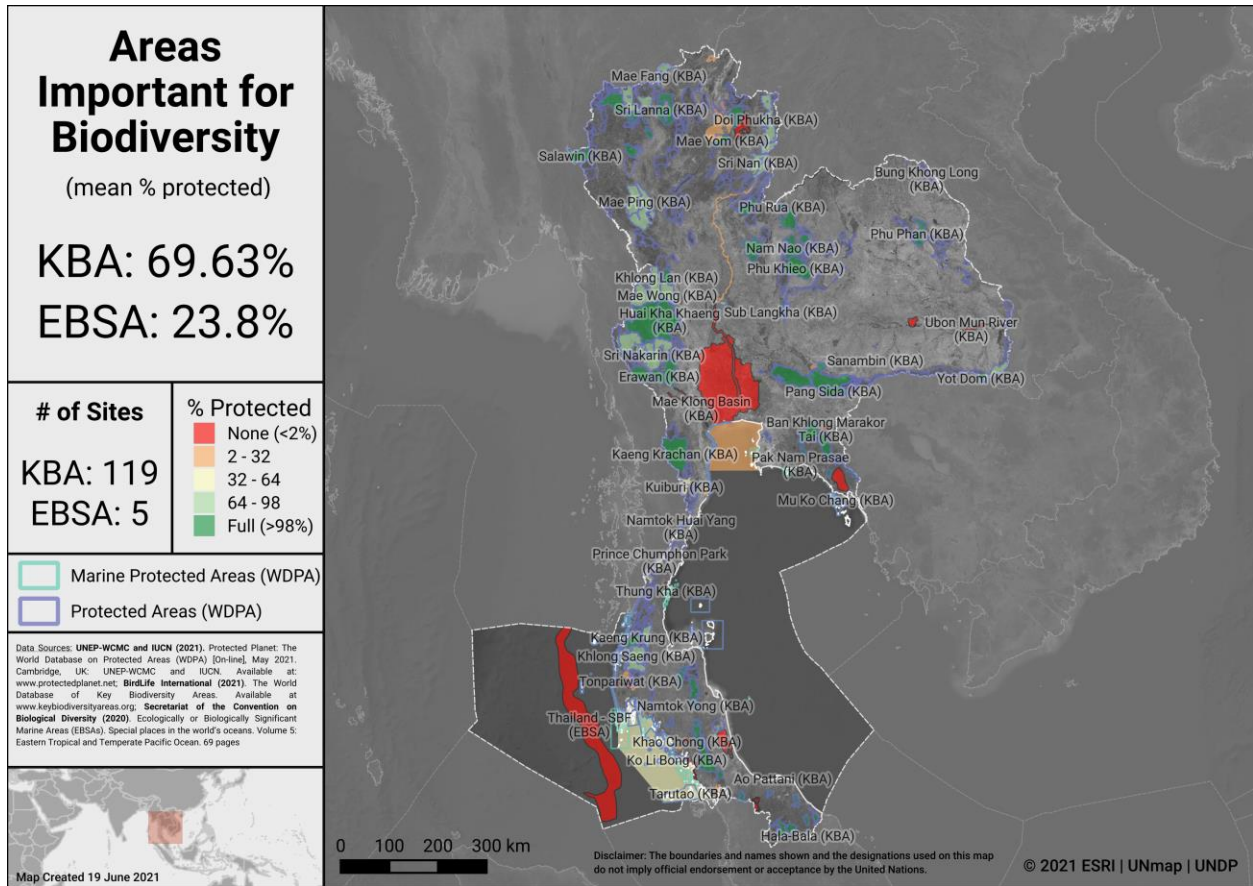 Areas
Important for
Biodiversity
(mean % protected)
KBA: 69.63%
EBSA: 23.8%
# of Sites
KBA: 119
EBSA: 5
% Protected
None (<2%)
2 - 32
32 - 64
64 - 98
Full (>98%)
Marine Protected Areas (WDPA)
Protected Areas (WDPA)
Data Sources: UNEP-WCMC and IUCN (2021). Protected Planet: The
World Database on Protected Areas (WDPA) [On-line], May 2021.
Cambridge, UK: UNEP-WCMC and IUCN. Available at:
www.protectedplanet.net; BirdLife International (2021). The World
Database of Key Biodiversity Areas. Available at
www.keybiodiversityareas.org; Secretariat of the Convention on
Biological Diversity (2020). Ecologically or Biologically Significant
Marine Areas (EBSAs). Special places in the world's oceans. Volume 5:
Eastern Tropical and Temperate Pacific Ocean. 69 pages
Map Created 19 June 2021
Mae Fang (KBA)
Sri Lanna (KBA)
Doi Phukha (KBA)
Mae Yom (KBA)
Salawin (KBA)
Sri Nan (KBA)
Bung Khong Long
(KBA)
Mae Ping (KBA)
Phu Rua (KBA)
Phu Phan (KBA)
Nam Nao (KBA)
Phu Khieo (KBA)
Khlong Lan (KBA)
Mae Wong (KBA)
Huai Kha Khaeng
(KBA)
Sub Langkha (KBA)
Ubon Mun River
(KBA)
Sri Nakarin (KBA)
Sanambin (KBA)
Erawan (KBA)
Pang Sida (KBA)
Yot Dom (KBA)
Mae Klong Basin
(KBA)
Ban Khlong Marakor
Tai (KBA)
Kaeng Krachan (KBA)
Pak Nam Prasae
(KBA)
Kuiburi (KBA)
Mu Ko Chang (KBA)
Namtok Huai Yang
(KBA)
Prince Chumphon Park
(KBA)
Thung Kha (KBA)
Kaeng Krung (KBA)
Khlong Saeng (KBA)
Tonpariwat (KBA)
Namtok Yong (KBA)
Thailand - SBF
(EBSA)
Khao Chong (KBA)
Ko Li Bong (KBA)
Ao Pattani (KBA)
Tarutao (KBA)
Hala-Bala (KBA)
0 100 200 300 km
Disclaimer: The boundaries and names shown and the designations used on this map
do not imply official endorsement or acceptance by the United Nations.
© 2021 ESRI | UNmap | UNDP